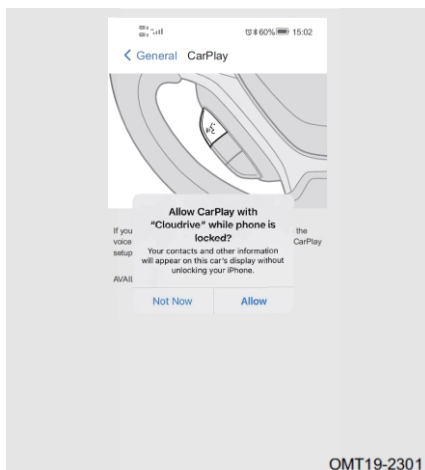 60% 15:02
General CarPlay
If you the
voice CarPlay
setup
AVAIL
Allow CarPlay with
“Cloudrive” while phone is
locked?
Your contacts and other information
will appear on this car's display without
unlocking your iPhone.
Not Now Allow
OMT19-2301